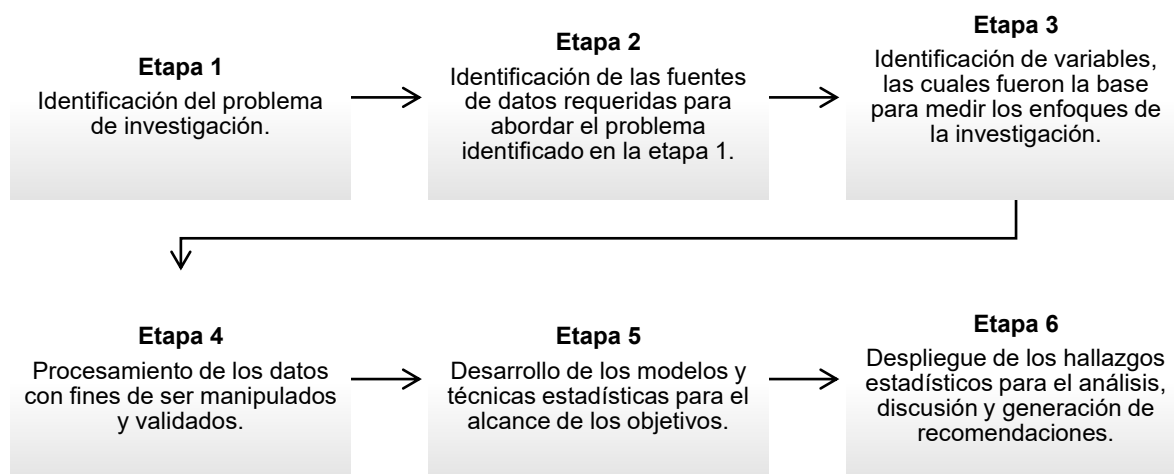 Etapa 1
Identificación del problema
de investigación.
Etapa 2
Identificación de las fuentes
de datos requeridas para
abordar el problema
identificado en la etapa 1.
Etapa 3
Identificación de variables,
las cuales fueron la base
para medir los enfoques de
la investigación.
Etapa 4
Procesamiento de los datos
con fines de ser manipulados
y validados.
Etapa 5
Desarrollo de los modelos y
técnicas estadísticas para el
alcance de los objetivos.
Etapa 6
Despliegue de los hallazgos
estadísticos para el análisis,
discusión y generación de
recomendaciones.